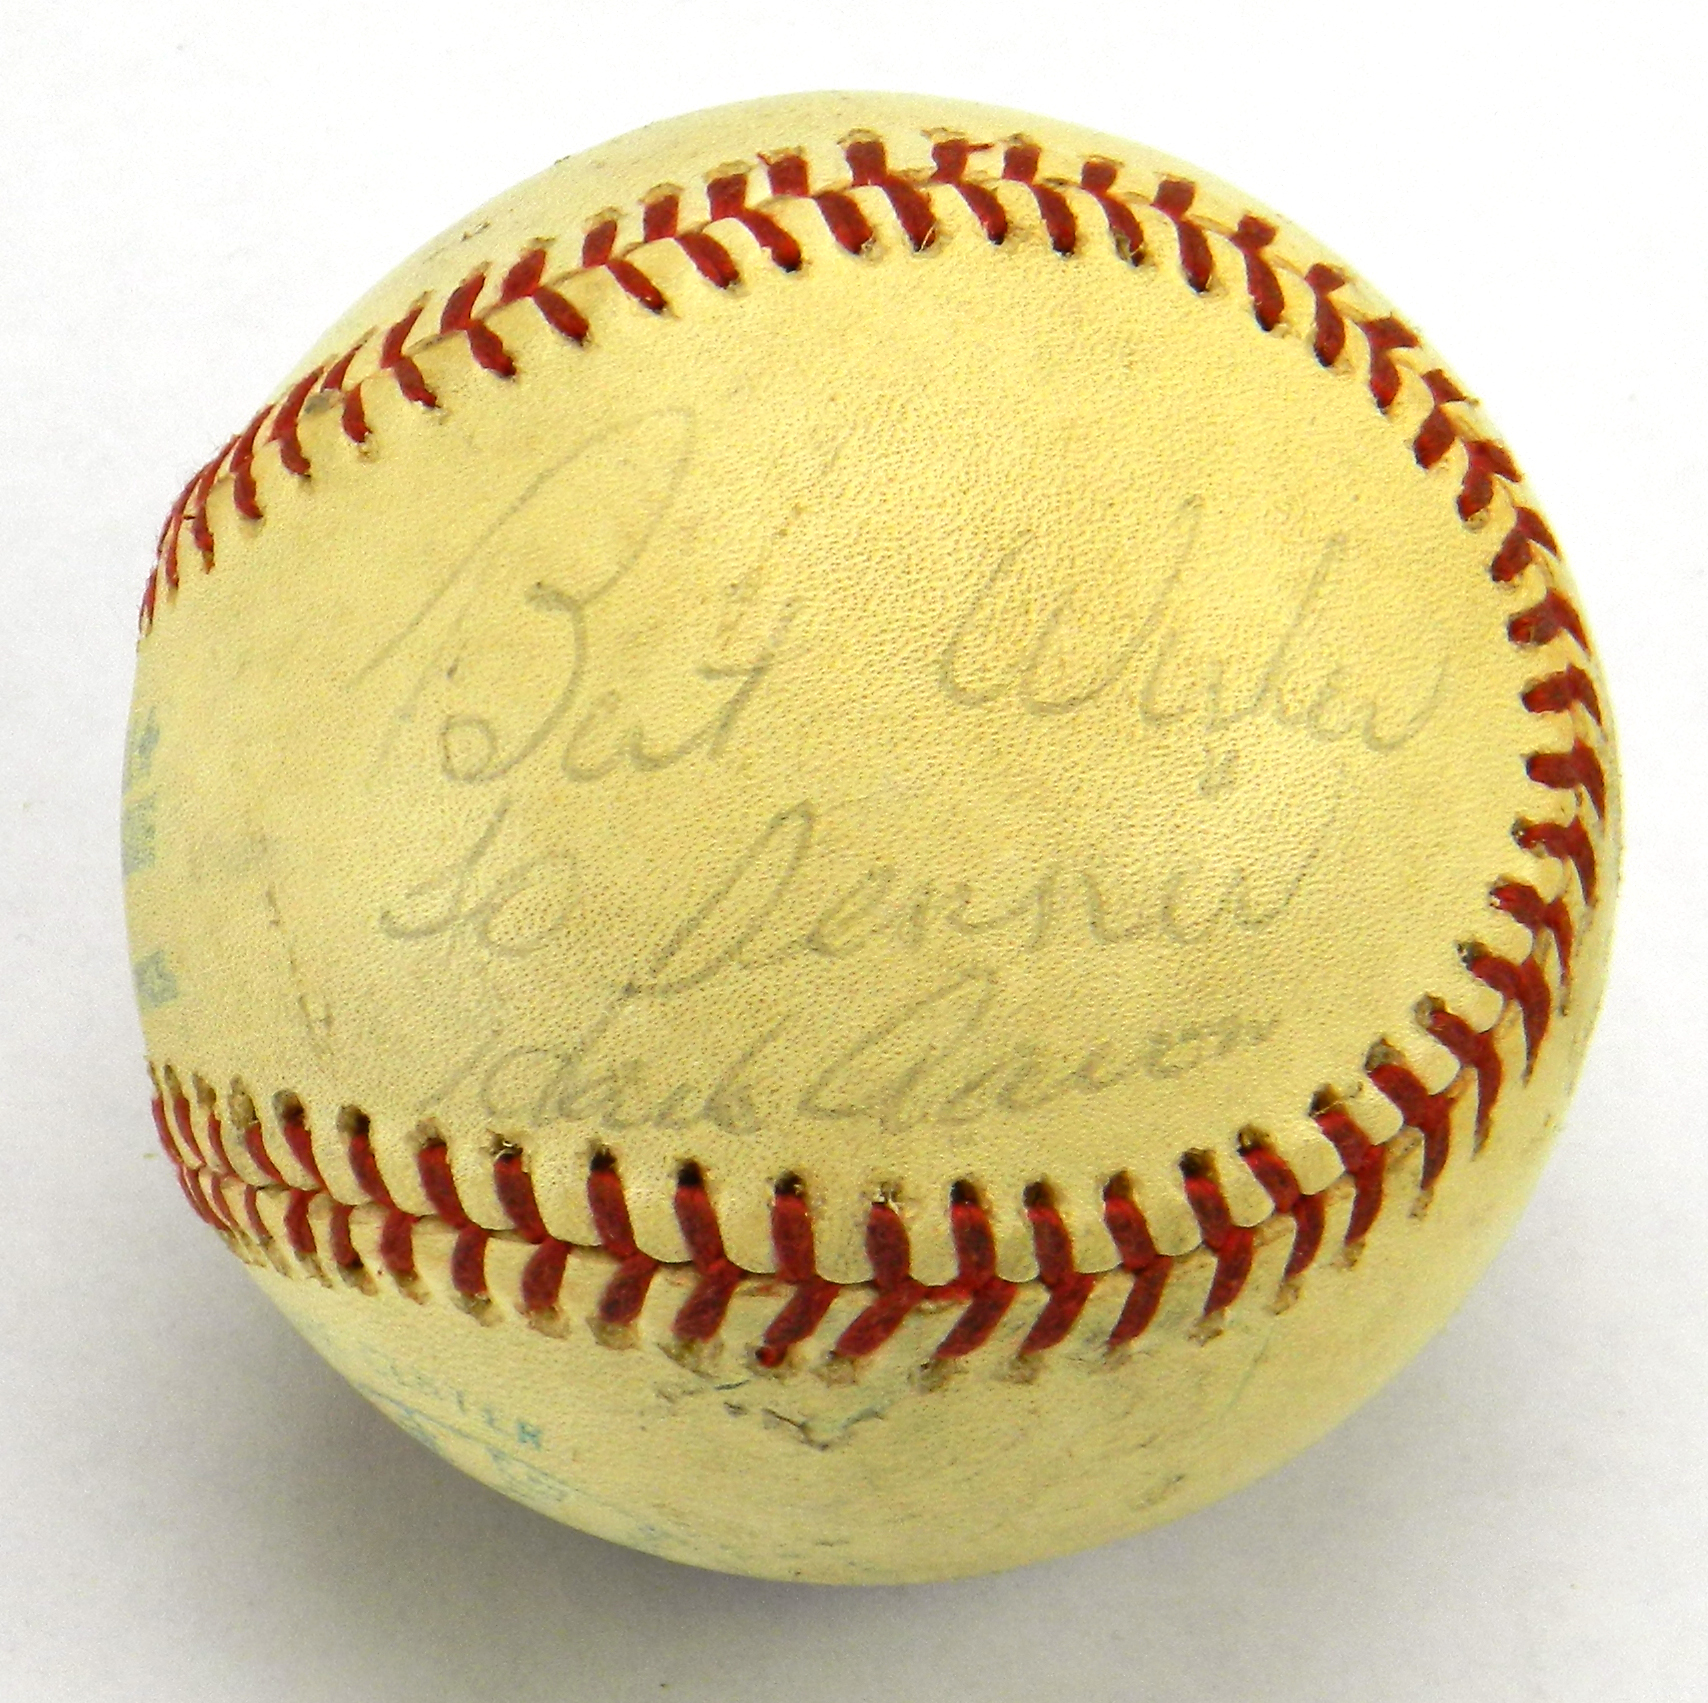 Best Wishes
to Dennis
Hank Aaron